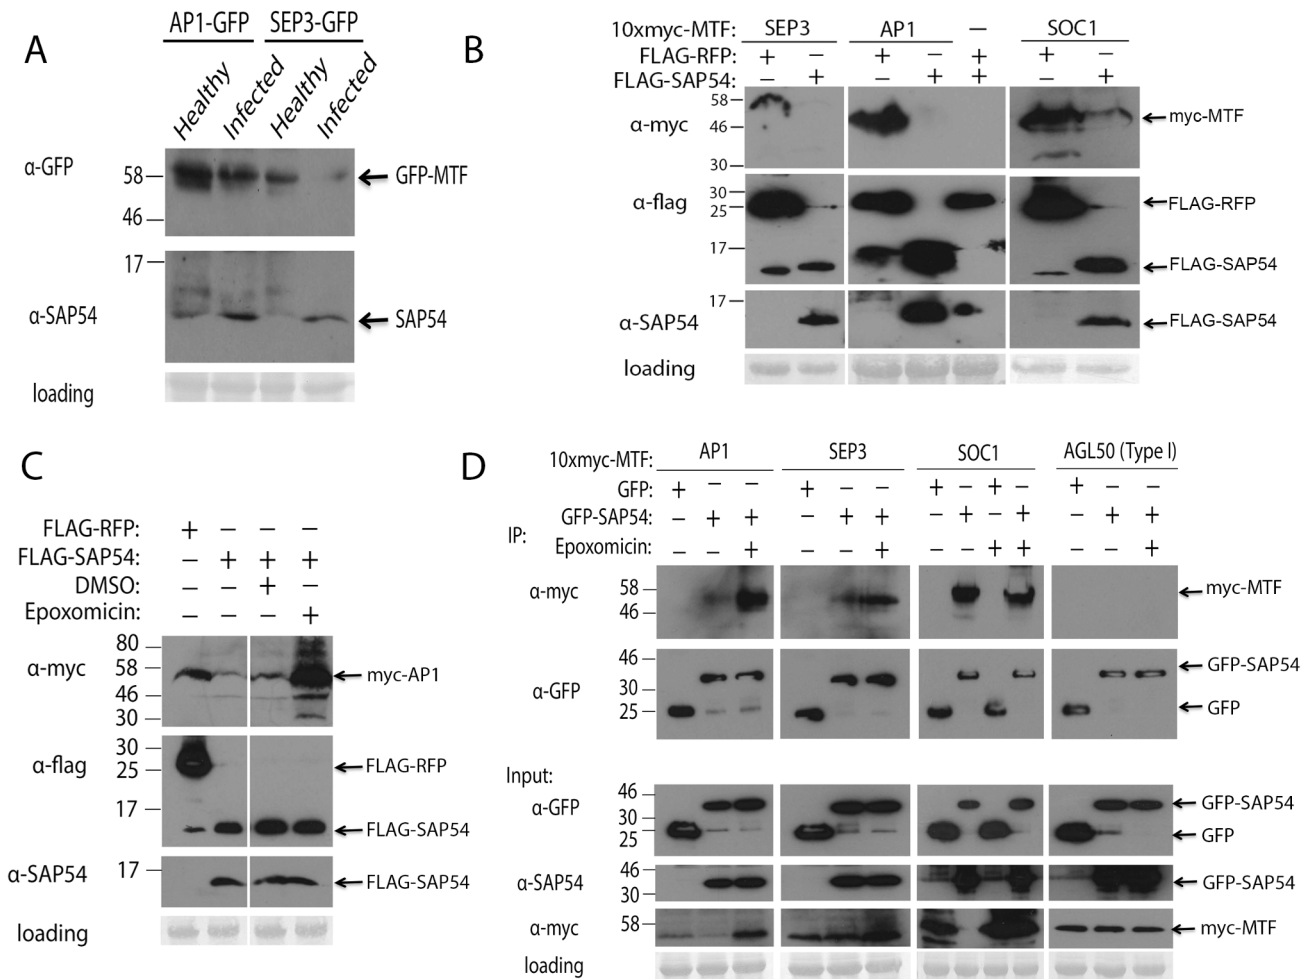 A
AP1-GFP SEP3-GFP
Healthy Infected Healthy Infected
α-GFP 58 GFP-MTF
46
17
α-SAP54 SAP54
loading
B
10xmyc-MTF: SEP3 AP1 – SOC1
FLAG-RFP: + – + – + + –
FLAG-SAP54: – + – + + – +
58
α-myc 46 myc-MTF
30
α-flag 30
25 FLAG-RFP
17
FLAG-SAP54
17
α-SAP54 FLAG-SAP54
loading
C
FLAG-RFP: + – – –
FLAG-SAP54: – + + +
DMSO: – – + –
Epoxomicin: – – – +
80
α-myc 58 myc-AP1
46
30
30
α-flag 25 FLAG-RFP
17
FLAG-SAP54
17
α-SAP54 FLAG-SAP54
loading
D
10xmyc-MTF: AP1 SEP3 SOC1 AGL50 (Type I)
GFP: + – – + – – + – + – + – –
GFP-SAP54: – + + – + + – + – + – + +
IP:
Epoxomicin: – – + – – + – – + + – – +
α-myc 58 myc-MTF
46
46 GFP-SAP54
α-GFP 30
25 GFP
Input:
46
α-GFP GFP-SAP54
30
25 GFP
46
α-SAP54 GFP-SAP54
30
58
α-myc myc-MTF
loading